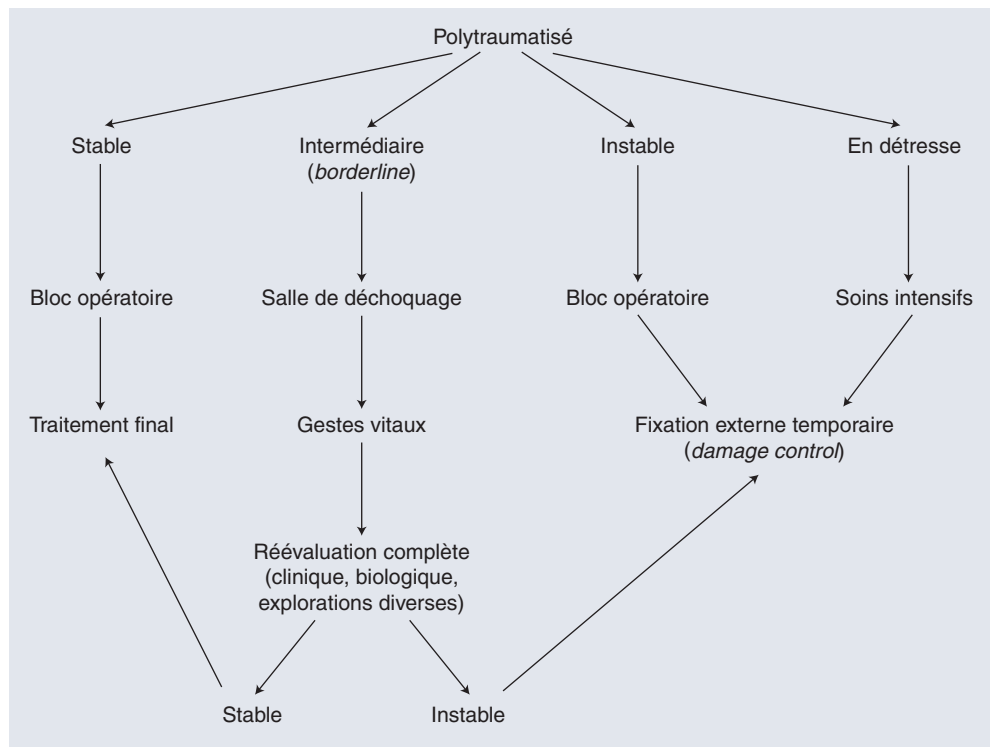 Polytraumatisé
Stable
Intermédiaire
(borderline)
Instable
En détresse
Bloc opératoire
Salle de déchoquage
Bloc opératoire
Soins intensifs
Traitement final
Gestes vitaux
Fixation externe temporaire
(damage control)
Réévaluation complète
(clinique, biologique,
explorations diverses)
Stable
Instable